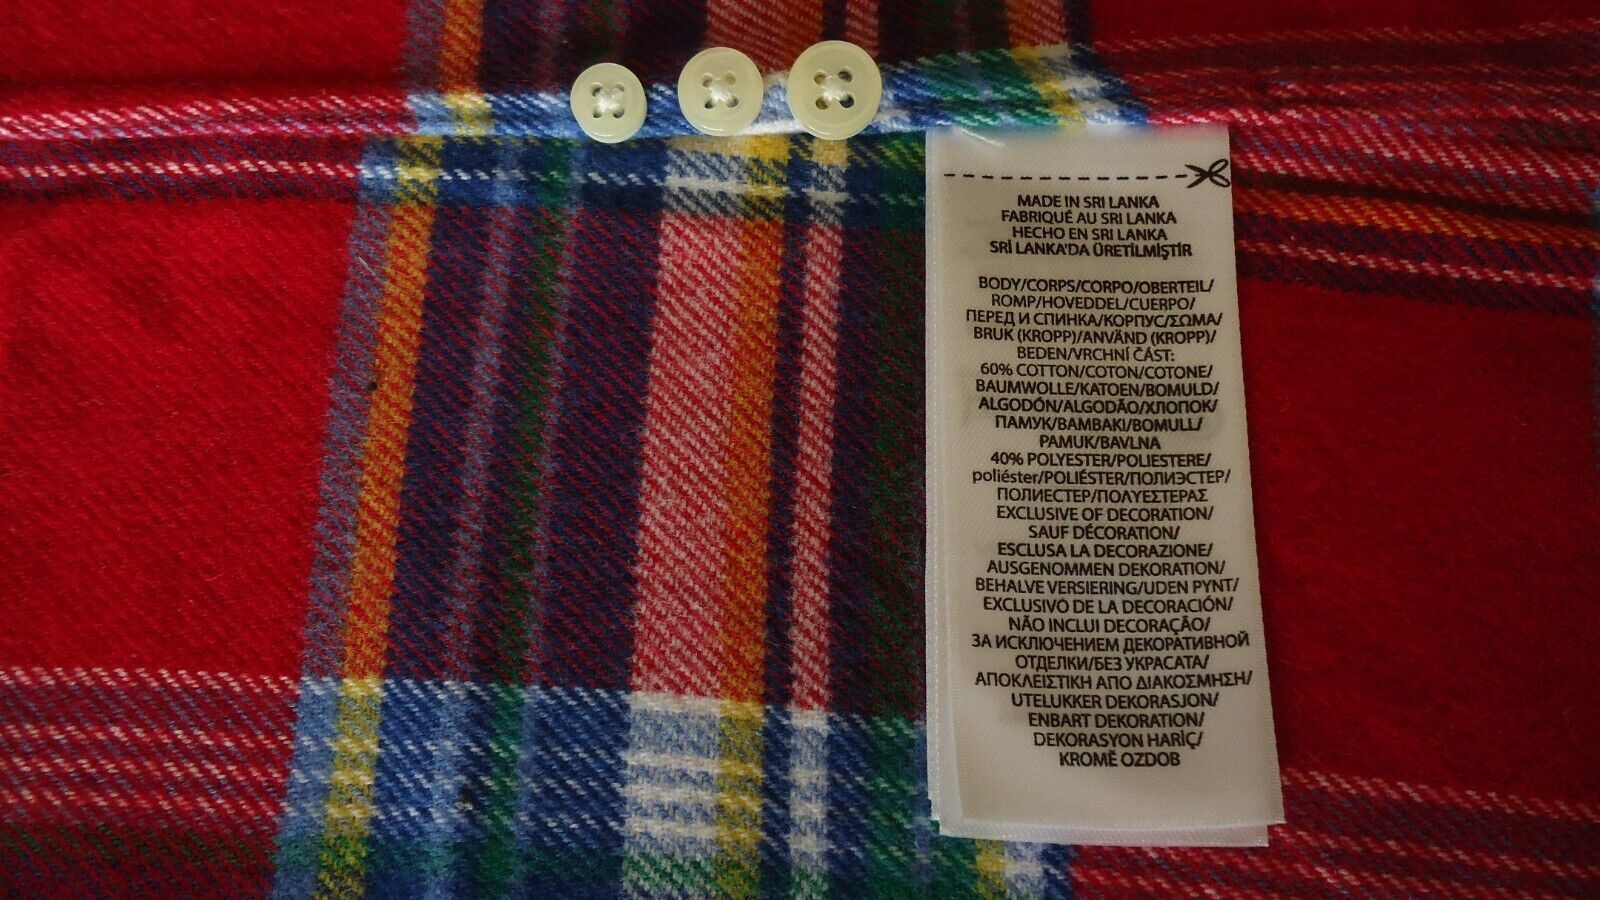 MADE IN SRI LANKA
FABRIQUÉ AU SRI LANKA
HECHO EN SRI LANKA
SRİ LANKA'DA ÜRETİLMİŞTİR
BODY/CORPS/CORPO/OBERTEIL/
ROMP/HOVEDDEL/CUERPO/
ПЕРЕД И СПИНКА/КОРПУС/ΣΩΜΑ/
BRUK (KROPP)/ANVÄND (KROPP)/
BEDEN/VRCHNÍ ČÁST:
60% COTTON/COTON/COTONE/
BAUMWOLLE/KATOEN/BOMULD/
ALGODÓN/ALGODÃO/ХЛОПОК/
ПАМУК/BAMBAKI/BOMULL/
PAMUK/BAVLNA
40% POLYESTER/POLIESTERE/
poliéster/POLIÉSTER/ПОЛИЭСТЕР/
ПОЛИЕСТЕР/ΠΟΛΥΕΣΤΕΡΑΣ
EXCLUSIVE OF DECORATION/
SAUF DÉCORATION/
ESCLUSA LA DECORAZIONE/
AUSGENOMMEN DEKORATION/
BEHALVE VERSIERING/UDEN PYNT/
EXCLUSIVO DE LA DECORACIÓN/
NÃO INCLUI DECORAÇÃO/
ЗА ИСКЛЮЧЕНИЕМ ДЕКОРАТИВНОЙ
ОТДЕЛКИ/БЕЗ УКРАСАТА/
ΑΠΟΚΛΕΙΣΤΙΚΗ ΑΠΟ ΔΙΑΚΟΣΜΗΣΗ/
UTELUKKER DEKORASJON/
ENBART DEKORATION/
DEKORASYON HARİÇ/
KROMĚ OZDOB